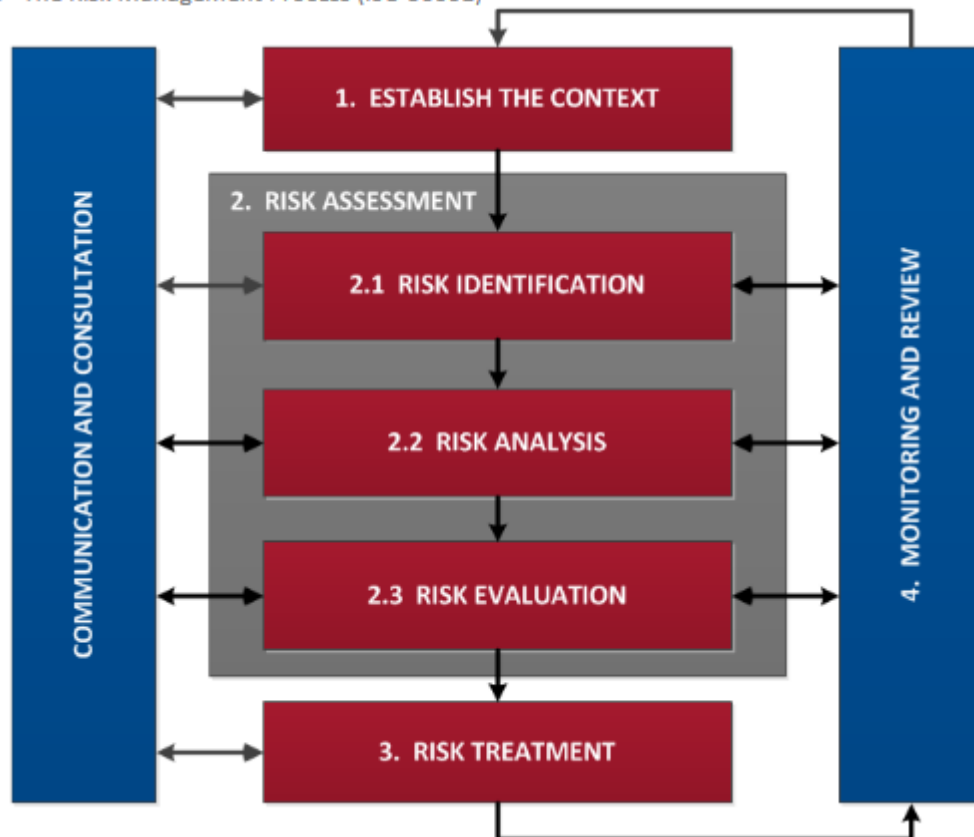 1. ESTABLISH THE CONTEXT
2. RISK ASSESSMENT
2.1 RISK IDENTIFICATION
2.2 RISK ANALYSIS
2.3 RISK EVALUATION
3. RISK TREATMENT
COMMUNICATION AND CONSULTATION
4. MONITORING AND REVIEW